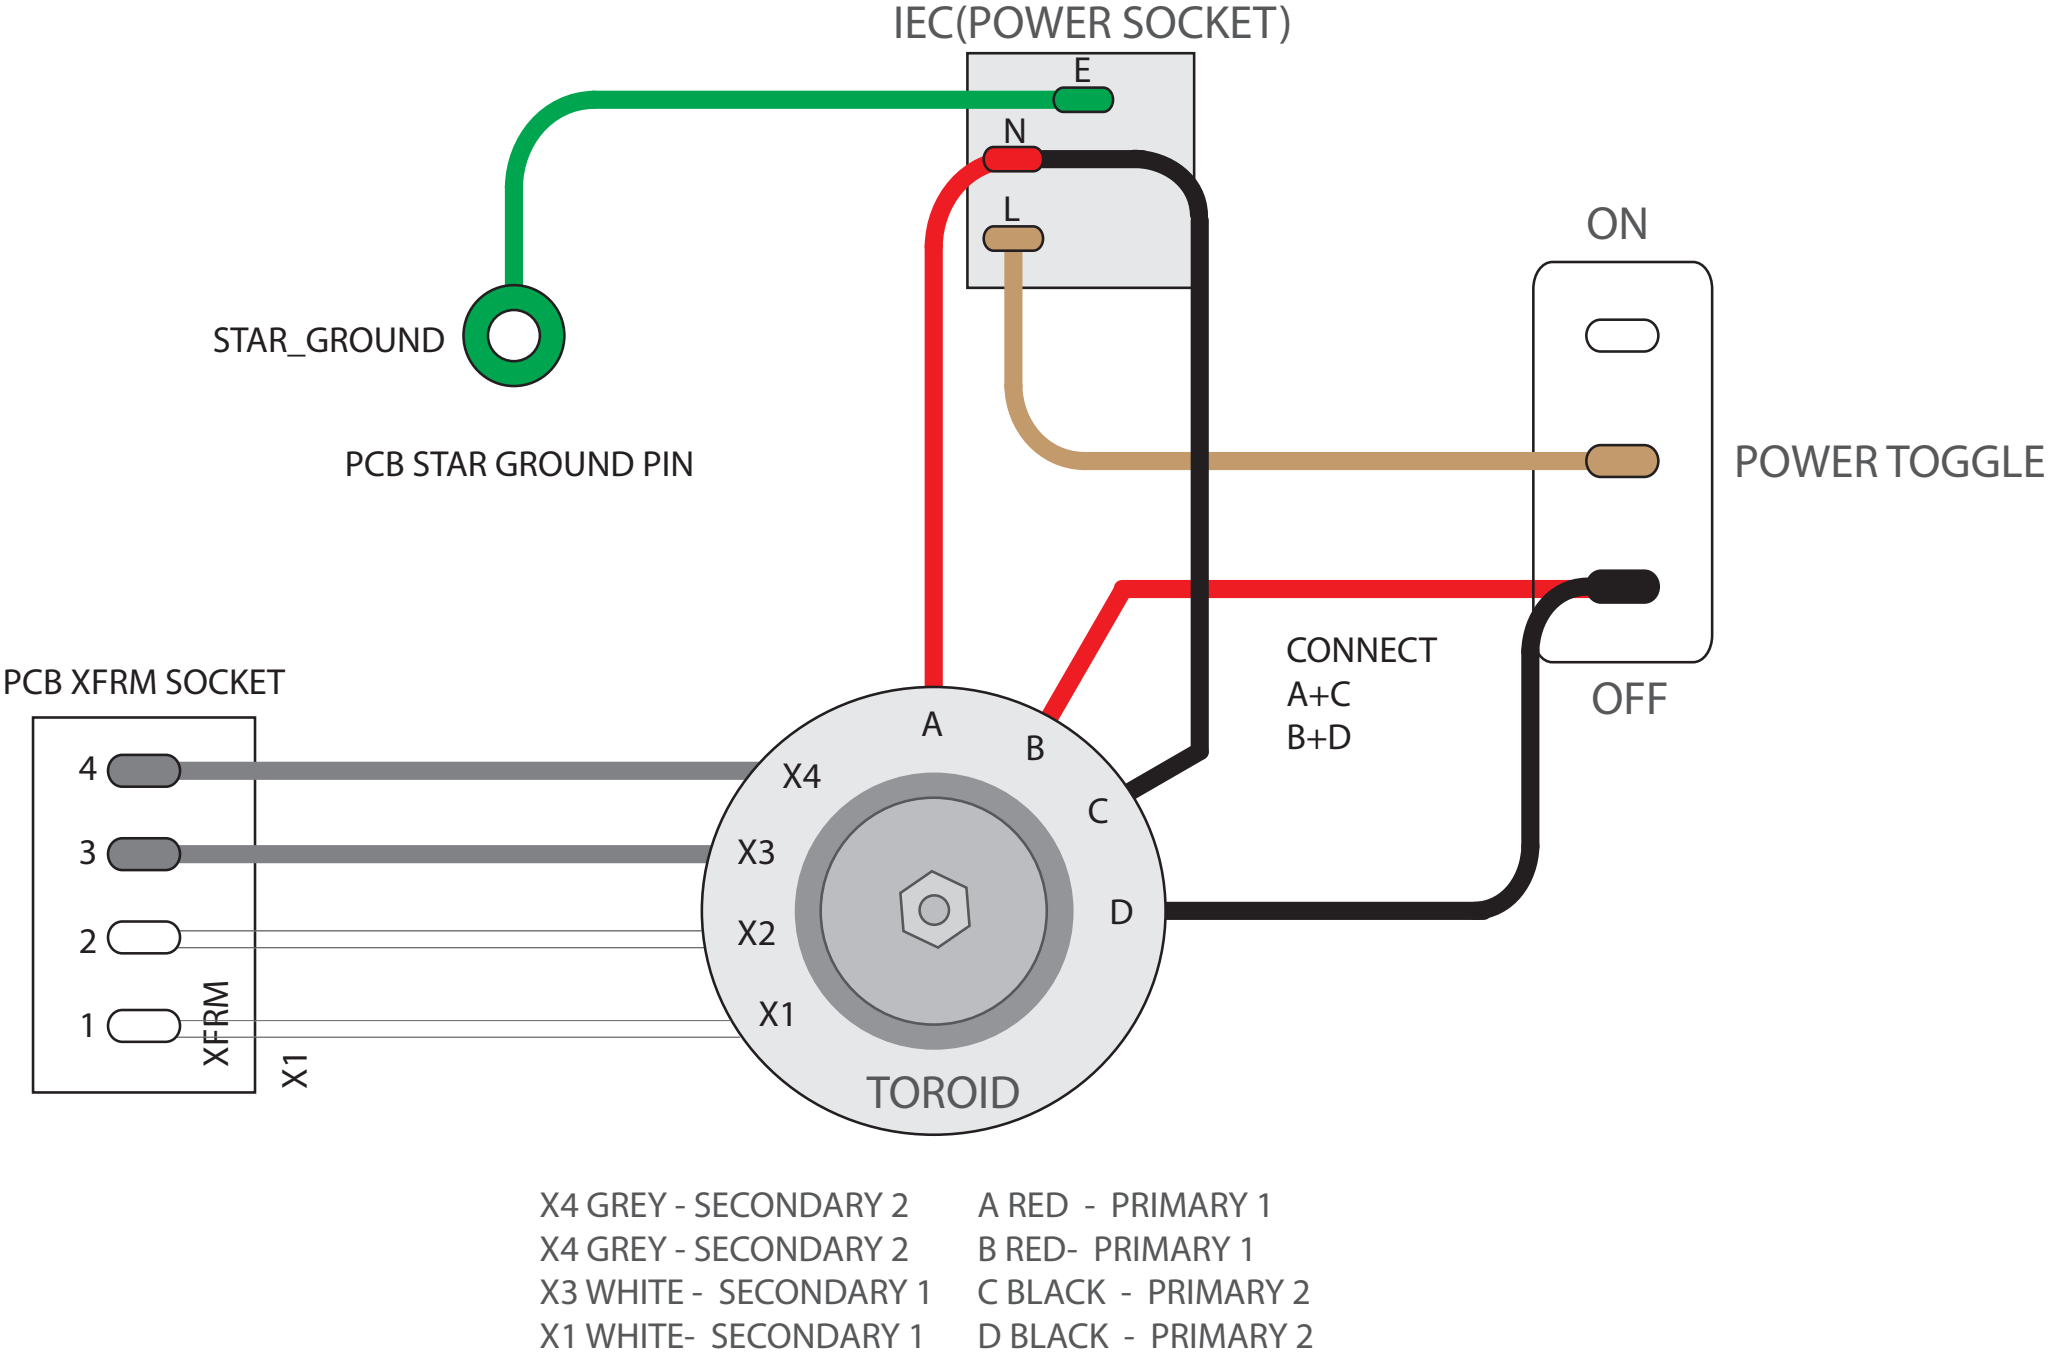 IEC(POWER SOCKET)
E
N
L
ON
STAR_GROUND
PCB STAR GROUND PIN
POWER TOGGLE
CONNECT
A+C
B+D
OFF
PCB XFRM SOCKET
4
3
2
1
XFRM
X1
A
B
C
D
X4
X3
X2
X1
TOROID
X4 GREY - SECONDARY 2
X4 GREY - SECONDARY 2
X3 WHITE - SECONDARY 1
X1 WHITE- SECONDARY 1
A RED - PRIMARY 1
B RED- PRIMARY 1
C BLACK - PRIMARY 2
D BLACK - PRIMARY 2